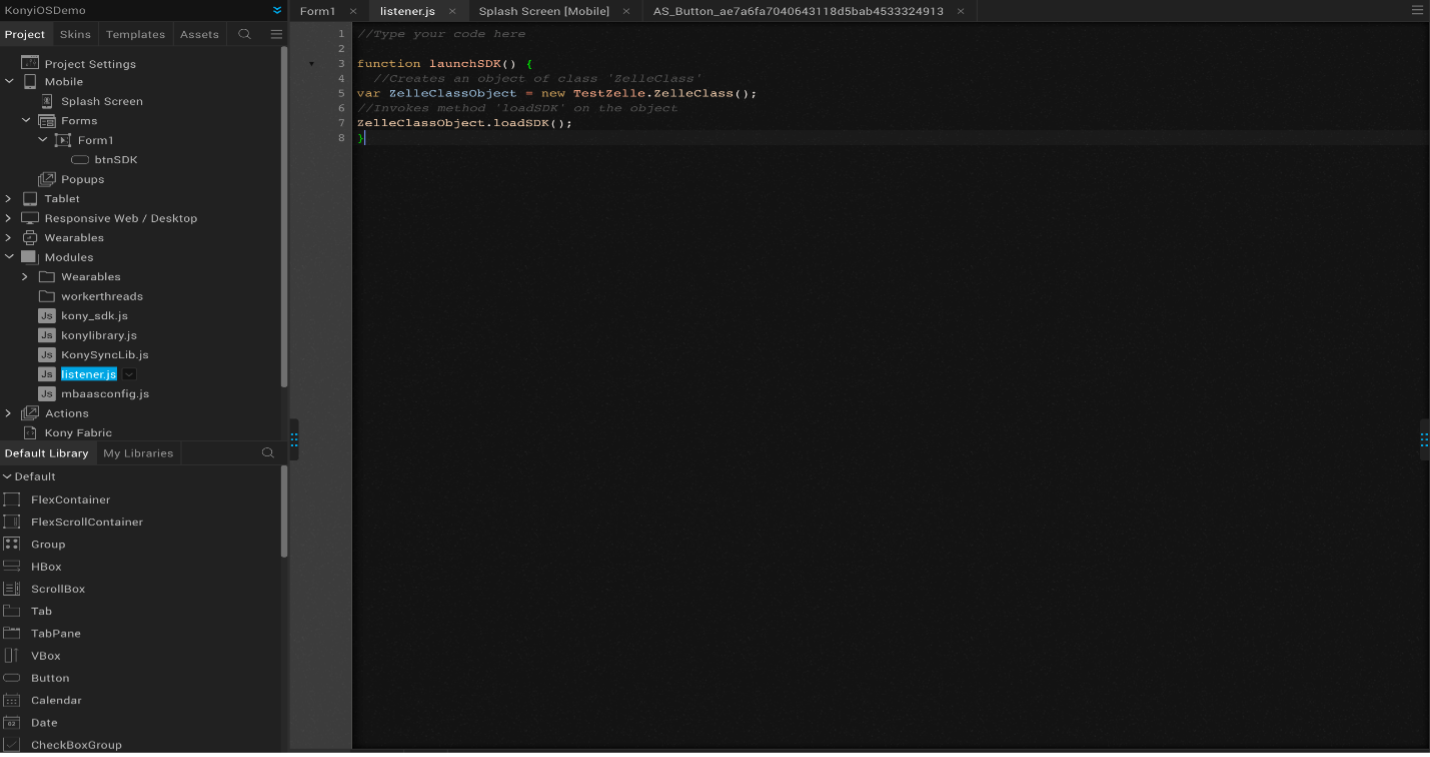 KonyiOSDemo
Project Skins Templates Assets
Project Settings
Mobile
Splash Screen
Forms
Form1
btnSDK
Popups
Tablet
Responsive Web / Desktop
Wearables
Modules
Wearables
workerthreads
Js kony_sdk.js
Js konylibrary.js
Js KonySyncLib.js
Js listener.js
Js mbaasconfig.js
Actions
Kony Fabric
Default Library My Libraries
Default
FlexContainer
FlexScrollContainer
Group
HBox
ScrollBox
Tab
TabPane
VBox
Button
Calendar
Date
CheckBoxGroup
Form1 × listener.js × Splash Screen [Mobile] × AS_Button_ae7a6fa7040643118d5bab4533324913 ×
1 //Type your code here
2
3 function launchSDK() {
4 //Creates an object of class 'ZelleClass'
5 var ZelleClassObject = new TestZelle.ZelleClass();
6 //Invokes method 'loadSDK' on the object
7 ZelleClassObject.loadSDK();
8 }